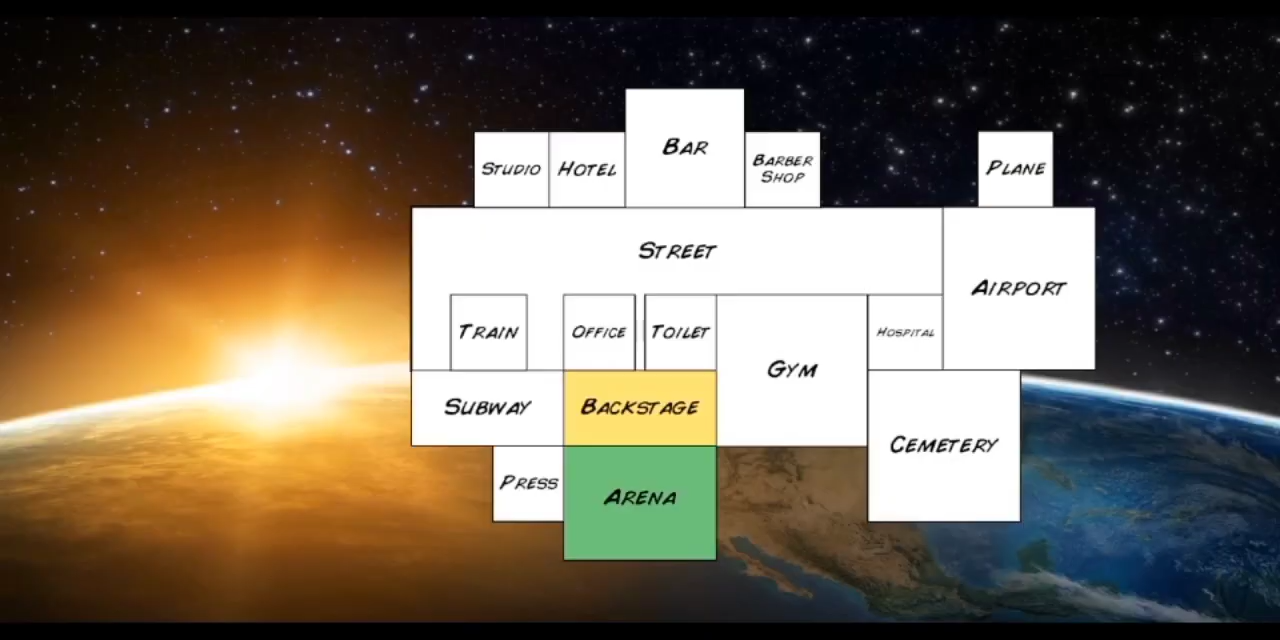 BAR
STUDIO
HOTEL
BARBER
SHOP
PLANE
STREET
AIRPORT
TRAIN
OFFICE
TOILET
HOSPITAL
GYM
SUBWAY
BACKSTAGE
CEMETERY
PRESS
ARENA